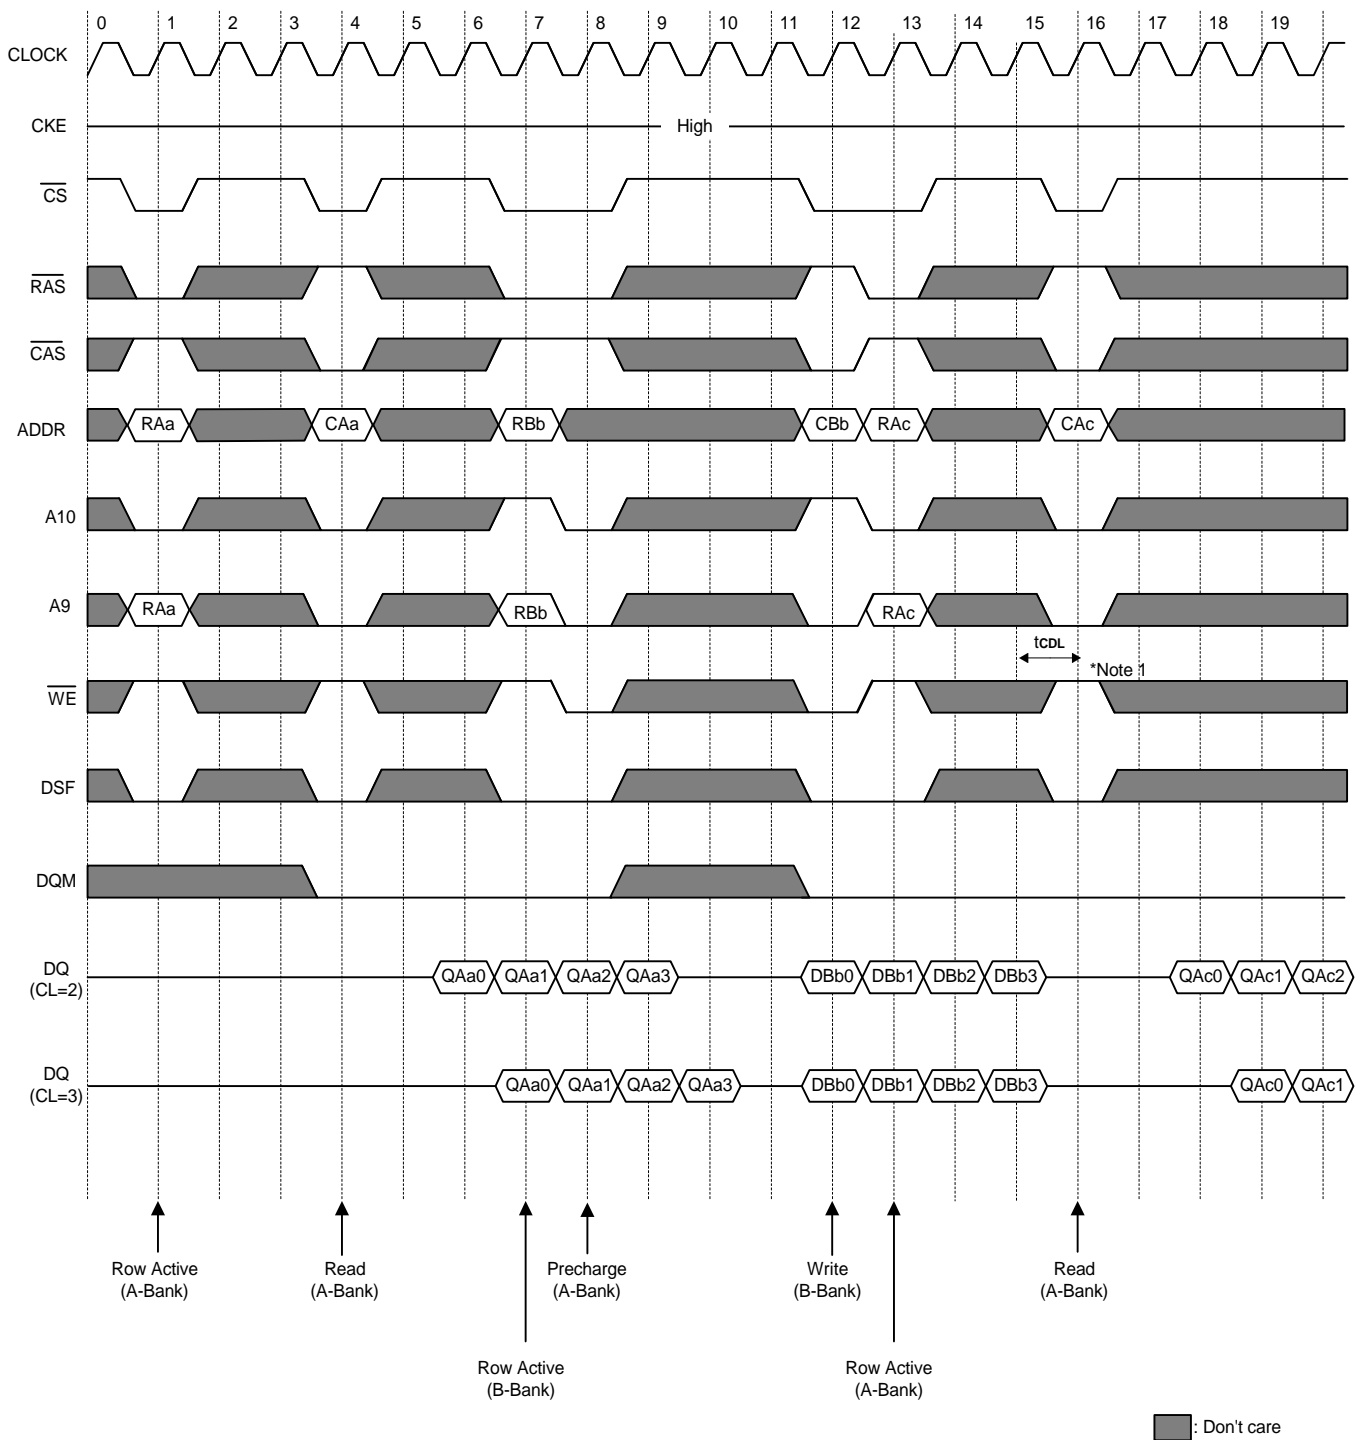 0 1 2 3 4 5 6 7 8 9 10 11 12 13 14 15 16 17 18 19
CLOCK
CKE High
CS
RAS
CAS
ADDR RAa CAa RBb CBb RAc CAc
A10
A9 RAa RBb RAc
tCDL
*Note 1
WE
DSF
DQM
DQ
(CL=2)
QAa0 QAa1 QAa2 QAa3 DBb0 DBb1 DBb2 DBb3 QAc0 QAc1 QAc2
DQ
(CL=3)
QAa0 QAa1 QAa2 QAa3 DBb0 DBb1 DBb2 DBb3 QAc0 QAc1
Row Active
(A-Bank)
Read
(A-Bank)
Precharge
(A-Bank)
Write
(B-Bank)
Read
(A-Bank)
Row Active
(B-Bank)
Row Active
(A-Bank)
: Don't care